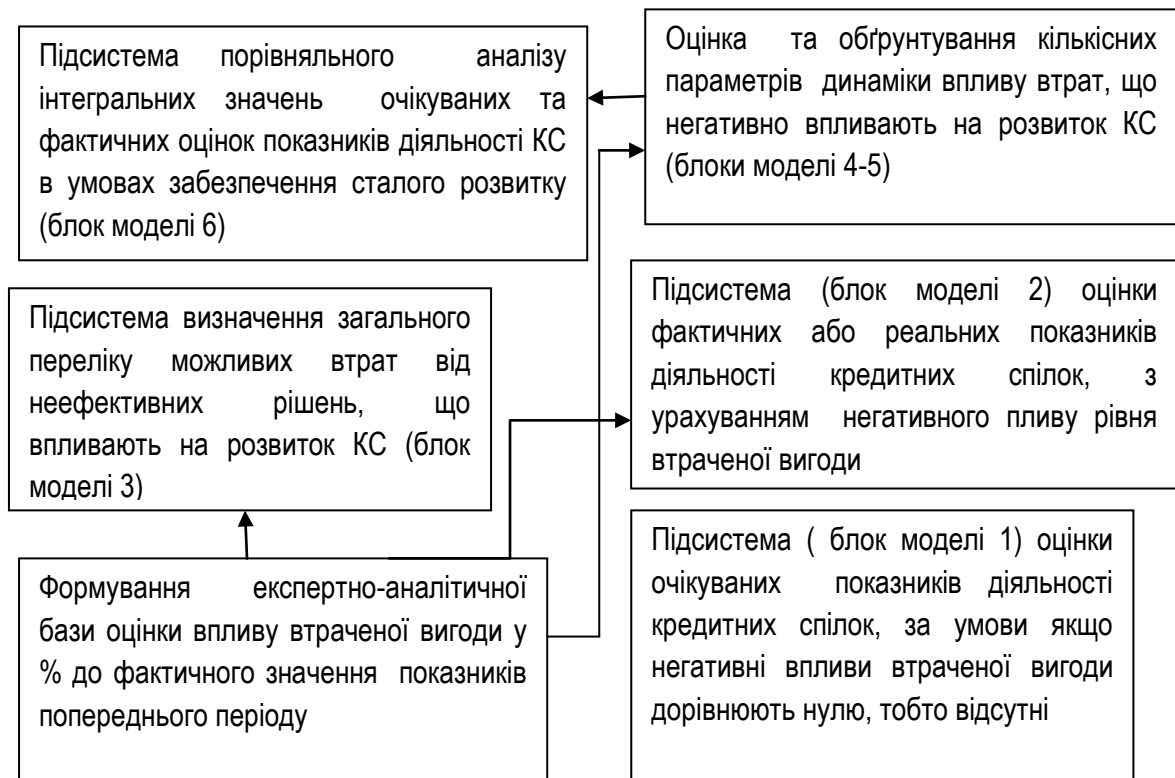 Підсистема порівняльного аналізу
інтегральних значень очікуваних та
фактичних оцінок показників діяльності КС
в умовах забезпечення сталого розвитку
(блок моделі 6)
Оцінка та обґрунтування кількісних
параметрів динаміки впливу втрат, що
негативно впливають на розвиток КС
(блоки моделі 4-5)
Підсистема визначення загального
переліку можливих втрат від
неефективних рішень, що
впливають на розвиток КС (блок
моделі 3)
Підсистема (блок моделі 2) оцінки
фактичних або реальних показників
діяльності кредитних спілок, з
урахуванням негативного пливу рівня
втраченої вигоди
Формування експертно-аналітичної
бази оцінки впливу втраченої вигоди у
% до фактичного значення показників
попереднього періоду
Підсистема ( блок моделі 1) оцінки
очікуваних показників діяльності
кредитних спілок, за умови якщо
негативні впливи втраченої вигоди
дорівнюють нулю, тобто відсутні